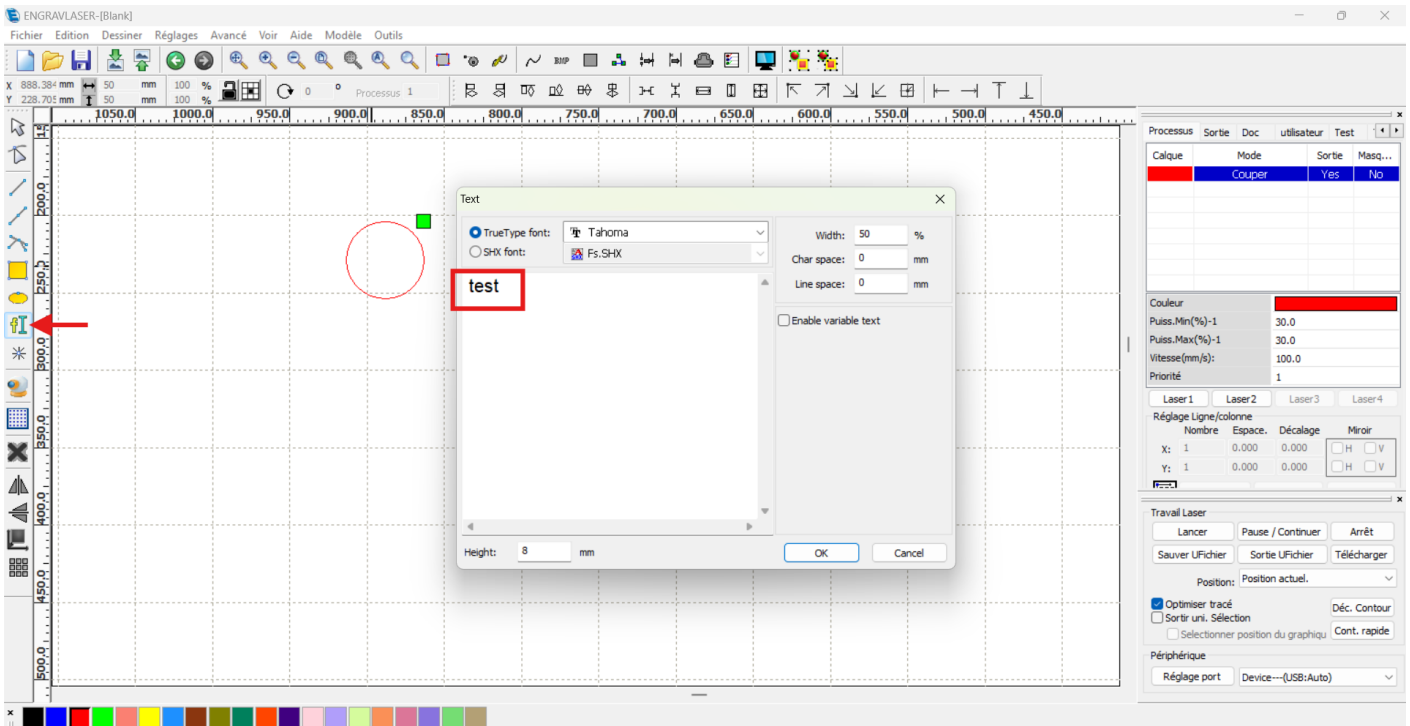 ENGRAVLASER-[Blank]
Fichier Edition Dessiner Réglages Avancé Voir Aide Modèle Outils
BMP
X 888.384 mm 50 mm 100 %
Y 228.705 mm 50 mm 100 %
0 ° Processus 1
1050.0 1000.0 950.0 900.0 850.0 800.0 750.0 700.0 650.0 600.0 550.0 500.0 450.0
200.0
250.0
300.0
350.0
400.0
450.0
500.0
Text
TrueType font: Tahoma
SHX font: Fs.SHX
test
Width: 50 %
Char space: 0 mm
Line space: 0 mm
Enable variable text
Height: 8 mm
OK Cancel
Processus Sortie Doc utilisateur Test
Calque Mode Sortie Masq...
Couper Yes No
Couleur
Puiss.Min(%)-1 30.0
Puiss.Max(%)-1 30.0
Vitesse(mm/s): 100.0
Priorité 1
Laser1 Laser2 Laser3 Laser4
Réglage Ligne/colonne
Nombre Espace. Décalage Miroir
X: 1 0.000 0.000 H V
Y: 1 0.000 0.000 H V
Travail Laser
Lancer Pause / Continuer Arrêt
Sauver UFichier Sortie UFichier Télécharger
Position: Position actuel.
Optimiser tracé
Sortir uni. Sélection
Déc. Contour
Selectionner position du graphiqu
Cont. rapide
Périphérique
Réglage port Device---(USB:Auto)